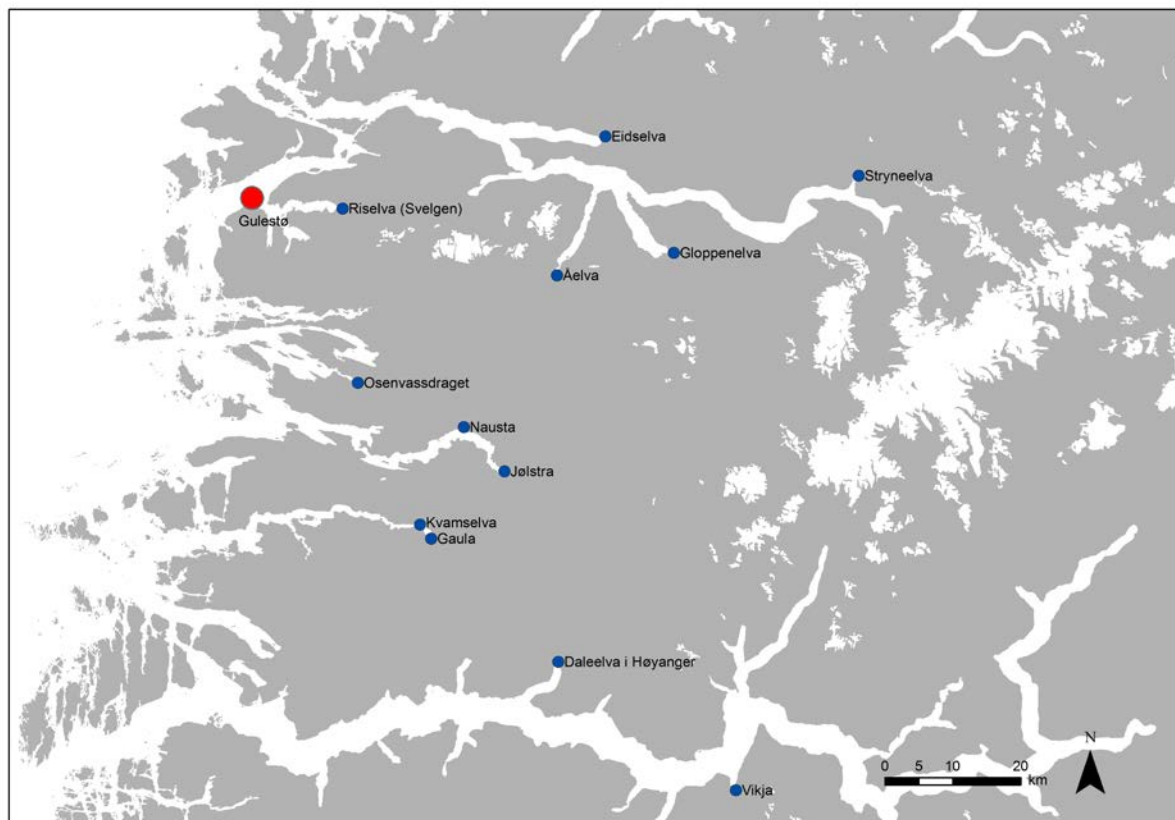 Eidselva
Stryneelva
Riselva (Svelgen)
Gulestø
Gloppenelva
Åelva
Osenvassdraget
Nausta
Jølstra
Kvamselva
Gaula
Daleelva i Høyanger
N
0 5 10 20
km
Vikja